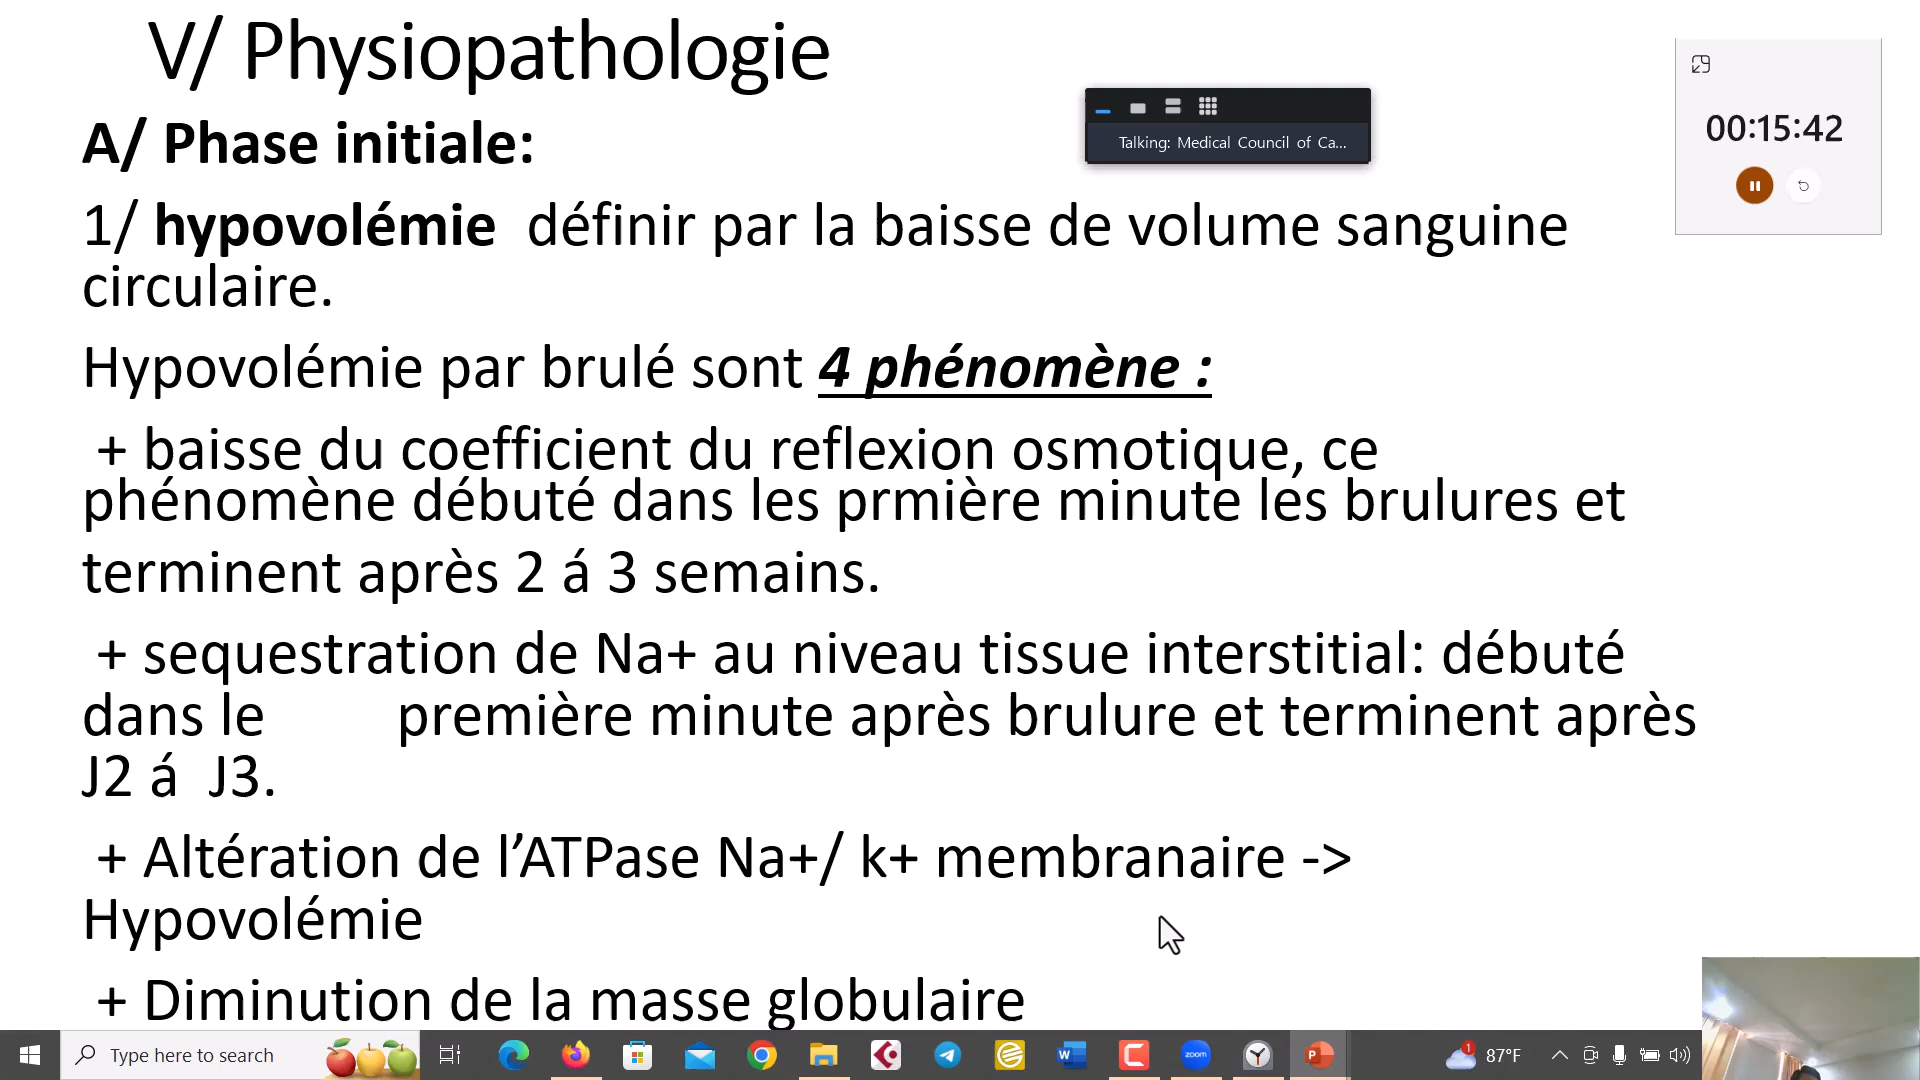 V/ Physiopathologie
A/ Phase initiale:
1/ hypovolémie  définir par la baisse de volume sanguine
circulaire.
Hypovolémie par brulé sont 4 phénomène :
+ baisse du coefficient du reflexion osmotique, ce
phénomène débuté dans les prmière minute les brulures et
terminent après 2 á 3 semains.
+ sequestration de Na+ au niveau tissue interstitial: débuté
dans le première minute après brulure et terminent après
J2 á  J3.
+ Altération de l’ATPase Na+/ k+ membranaire ->
Hypovolémie
+ Diminution de la masse globulaire
Talking: Medical Council of Ca...
00:15:42
Type here to search
zoom
W
P
1
87°F